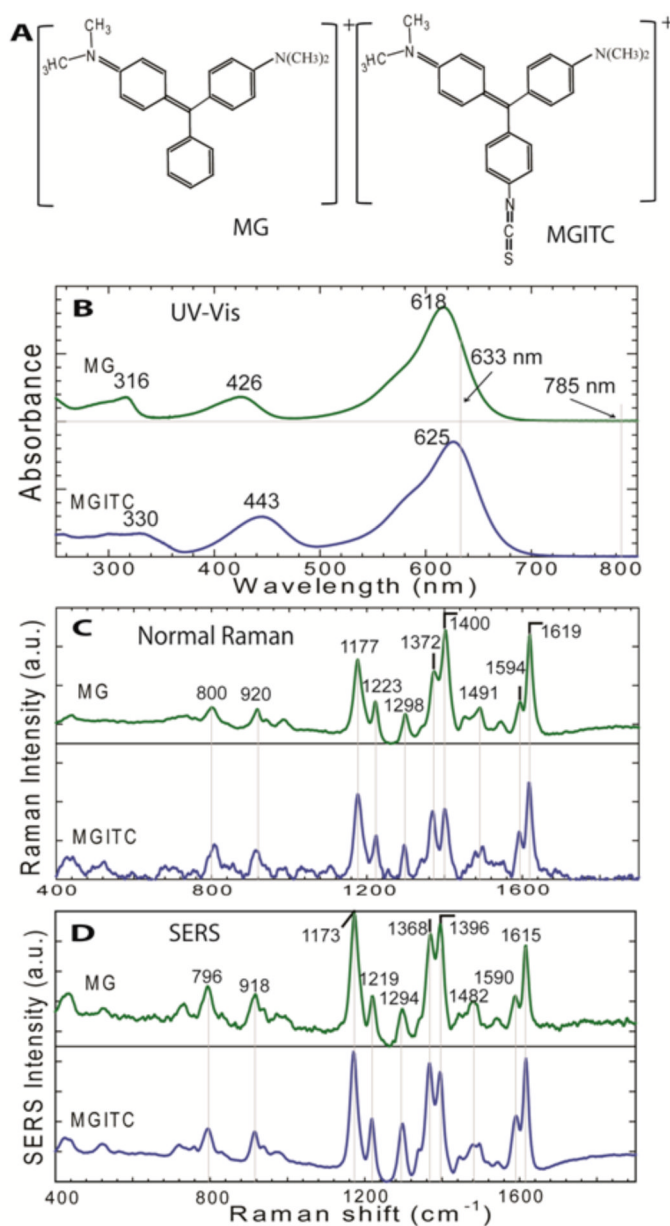 A
CH₃
₃HC
N
N(CH₃)₂
MG
+
CH₃
₃HC
N
N(CH₃)₂
N
C
S
MGITC
+
B
UV-Vis
Absorbance
MG
316
426
618
633 nm
785 nm
MGITC
330
443
625
300 400 500 600 700 800
Wavelength (nm)
C
Normal Raman
Raman Intensity (a.u.)
MG
800
920
1177
1223
1298
1372
1400
1491
1594
1619
MGITC
400 800 1200 1600
D
SERS
SERS Intensity (a.u.)
MG
796
918
1173
1219
1294
1368
1396
1482
1590
1615
MGITC
400 800 1200 1600
Raman shift (cm⁻¹)